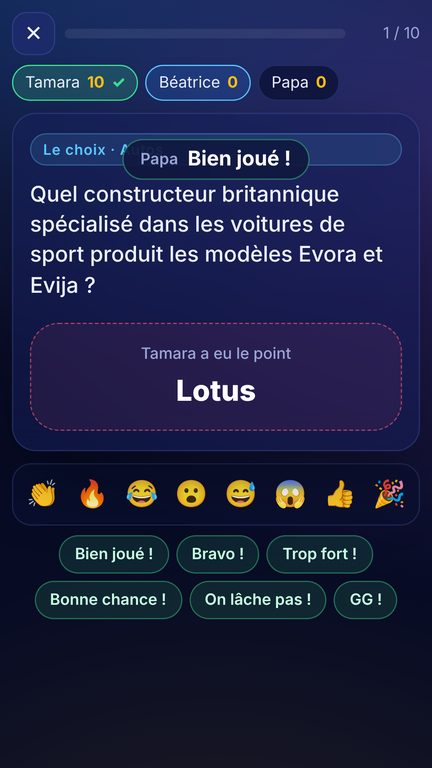 ✕ 1 / 10
Tamara 10 ✓ Béatrice 0 Papa 0
Le choix ·
Papa Bien joué !
Quel constructeur britannique
spécialisé dans les voitures de
sport produit les modèles Evora et
Evija ?
Tamara a eu le point
Lotus
Bien joué ! Bravo ! Trop fort !
Bonne chance ! On lâche pas ! GG !